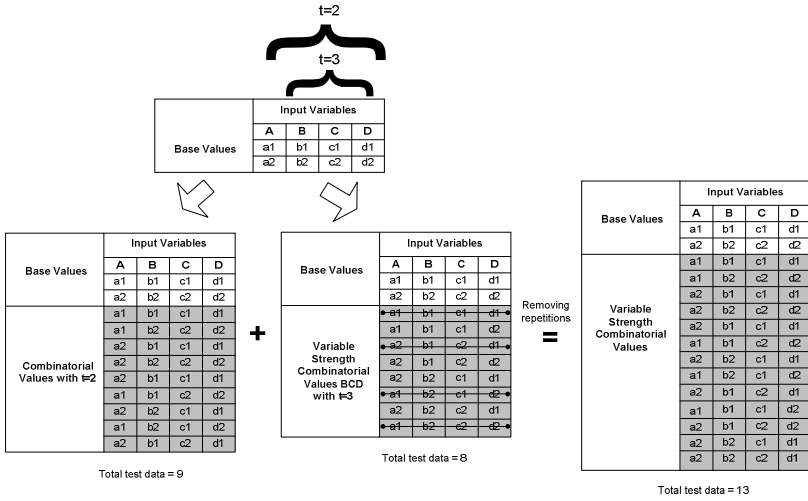 t=2
t=3
Input Variables
Base Values
A B C D
a1 b1 c1 d1
a2 b2 c2 d2
Input Variables
Base Values
A B C D
a1 b1 c1 d1
a2 b2 c2 d2
Combinatorial
Values with t=2
a1 b1 c1 d1
a1 b2 c2 d2
a2 b1 c1 d1
a2 b2 c2 d2
a2 b1 c1 d2
a1 b1 c2 d2
a2 b2 c2 d1
a1 b2 c1 d2
a2 b1 c2 d1
Total test data = 9
+
Input Variables
Base Values
A B C D
a1 b1 c1 d1
a2 b2 c2 d2
Variable
Strength
Combinatorial
Values BCD
with t=3
a1 b1 c1 d1
a1 b1 c2 d1
a2 b1 c1 d1
a2 b1 c2 d2
a2 b2 c1 d1
a1 b2 c1 d2
a2 b2 c2 d1
a1 b2 c2 d2
Total test data = 8
Removing
repetitions
=
Input Variables
Base Values
A B C D
a1 b1 c1 d1
a2 b2 c2 d2
Variable
Strength
Combinatorial
Values
a1 b1 c1 d1
a1 b2 c2 d2
a2 b1 c1 d1
a2 b2 c2 d2
a2 b1 c1 d1
a1 b1 c2 d2
a2 b2 c1 d1
a1 b1 c1 d2
a2 b1 c2 d1
a1 b1 c1 d2
a2 b1 c2 d2
a2 b2 c1 d1
a2 b2 c2 d1
Total test data = 13